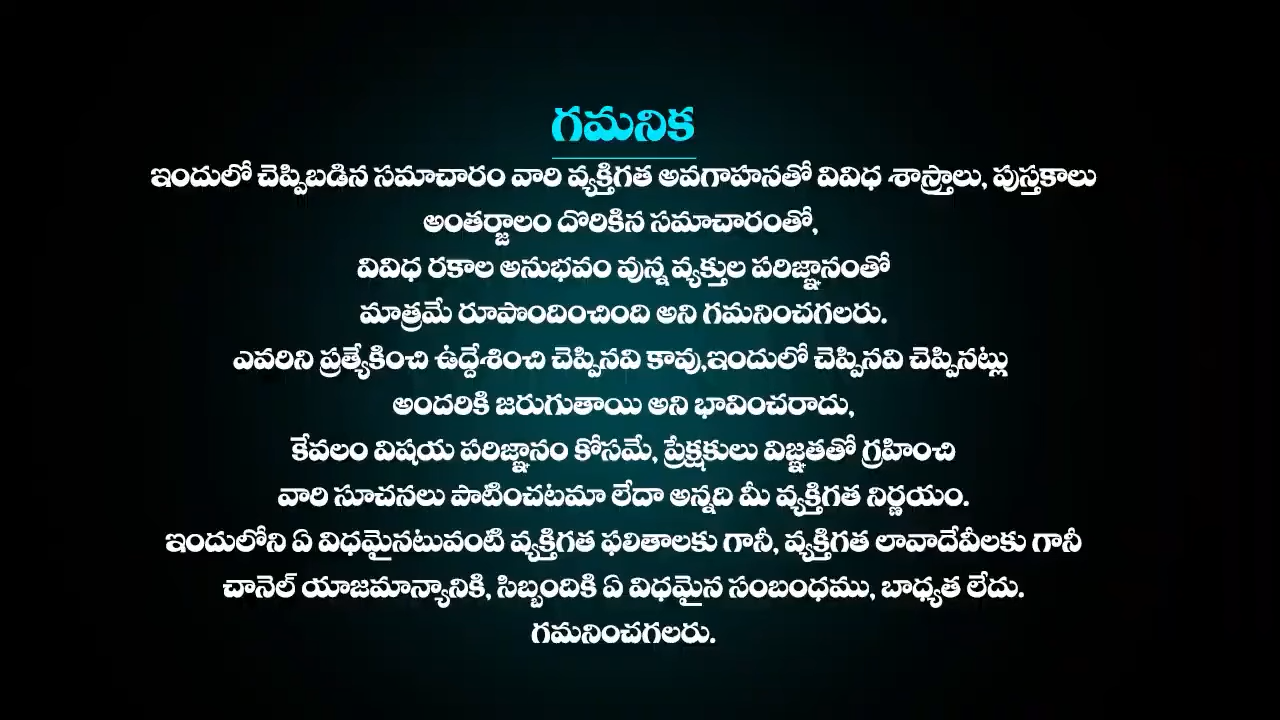 గమనిక
ఇందులో చెప్పిబడిన సమాచారం వారి వ్యక్తిగత అవగాహనతో వివిధ శాస్త్రాలు, పుస్తకాలు
అంతర్జాలం దొరికిన సమాచారంతో,
వివిధ రకాల అనుభవం వున్న వ్యక్తుల పరిజ్ఞానంతో
మాత్రమే రూపొందించింది అని గమనించగలరు.
ఎవరిని ప్రత్యేకించి ఉద్దేశించి చెప్పినవి కావు,ఇందులో చెప్పినవి చెప్పినట్లు
అందరికి జరుగుతాయి అని భావించరాదు,
కేవలం విషయ పరిజ్ఞానం కోసమే, ప్రేక్షకులు విజ్ఞతతో గ్రహించి
వారి సూచనలు పాటించటమా లేదా అన్నది మీ వ్యక్తిగత నిర్ణయం.
ఇందులోని ఏ విధమైనటువంటి వ్యక్తిగత ఫలితాలకు గానీ, వ్యక్తిగత లావాదేవీలకు గానీ
చానెల్ యాజమాన్యానికి, సిబ్బందికి ఏ విధమైన సంబంధము, బాధ్యత లేదు.
గమనించగలరు.